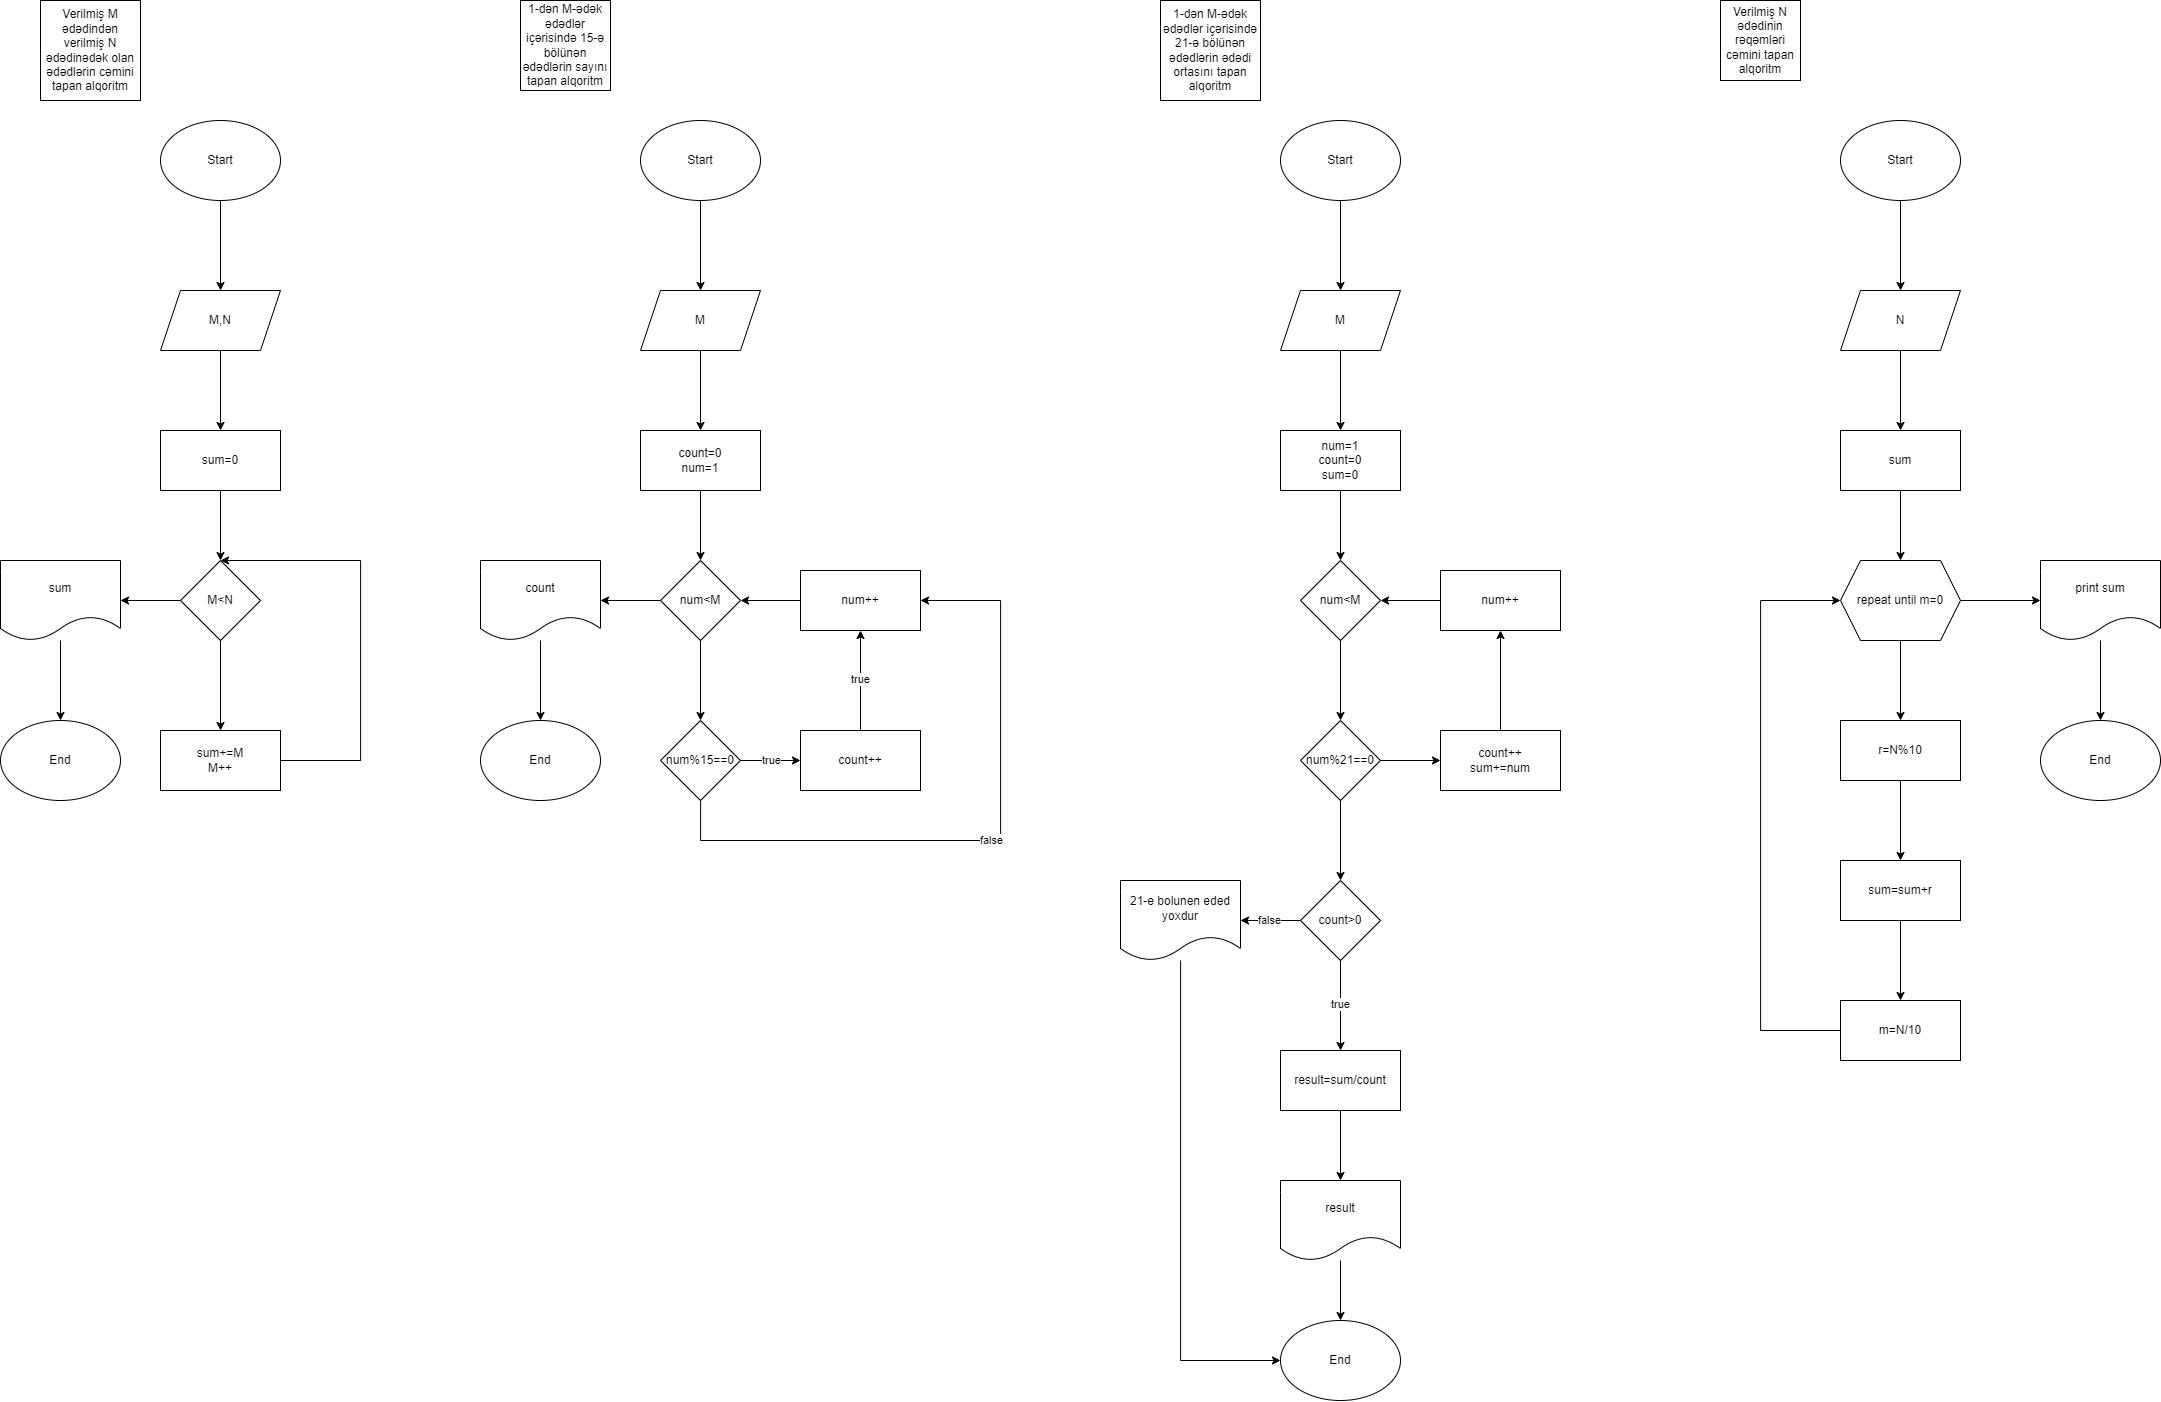 Verilmiş M
ədədindən
verilmiş N
ədədinədək olan
ədədlərin cəmini
tapan alqoritm
Start
M,N
sum=0
M<N
sum
End
sum+=M
M++
1-dən M-ədək
ədədlər
içərisində 15-ə
bölünən
ədədlərin sayını
tapan alqoritm
Start
M
count=0
num=1
num<M
count
num++
true
End
num%15==0
true
count++
false
1-dən M-ədək
ədədlər içərisində
21-ə bölünən
ədədlərin ədədi
ortasını tapan
alqoritm
Start
M
num=1
count=0
sum=0
num<M
num++
num%21==0
count++
sum+=num
21-e bolunen eded
yoxdur
false
count>0
true
result=sum/count
result
End
Verilmiş N
ədədinin
rəqəmləri
cəmini tapan
alqoritm
Start
N
sum
repeat until m=0
print sum
r=N%10
End
sum=sum+r
m=N/10